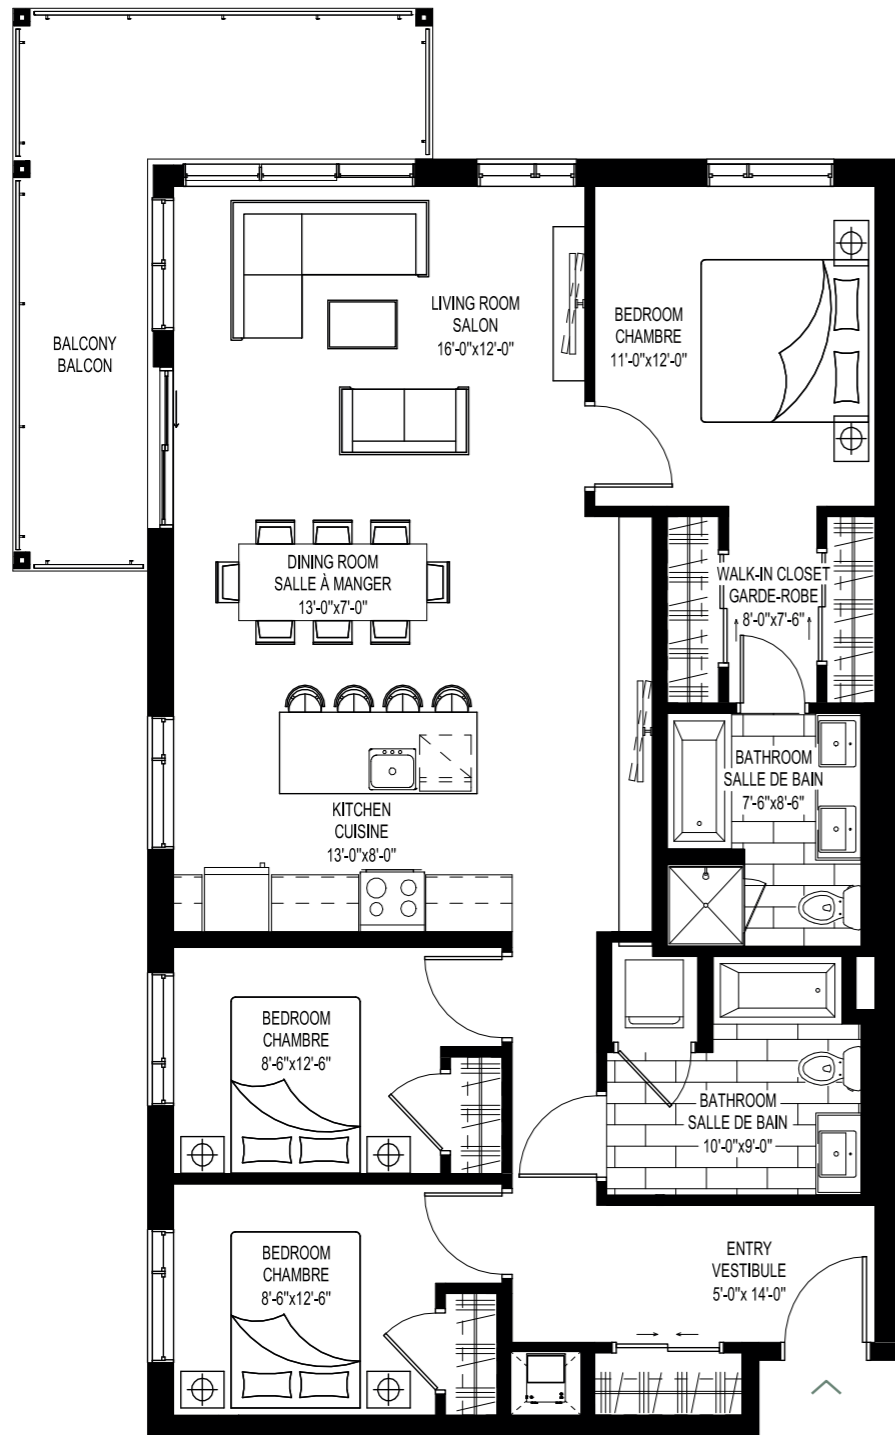 BALCONY
BALCON
LIVING ROOM
SALON
16'-0"x12'-0"
BEDROOM
CHAMBRE
11'-0"x12'-0"
DINING ROOM
SALLE À MANGER
13'-0"x7'-0"
WALK-IN CLOSET
GARDE-ROBE
8'-0"x7'-6"
BATHROOM
SALLE DE BAIN
7'-6"x8'-6"
KITCHEN
CUISINE
13'-0"x8'-0"
BEDROOM
CHAMBRE
8'-6"x12'-6"
BATHROOM
SALLE DE BAIN
10'-0"x9'-0"
BEDROOM
CHAMBRE
8'-6"x12'-6"
ENTRY
VESTIBULE
5'-0"x 14'-0"